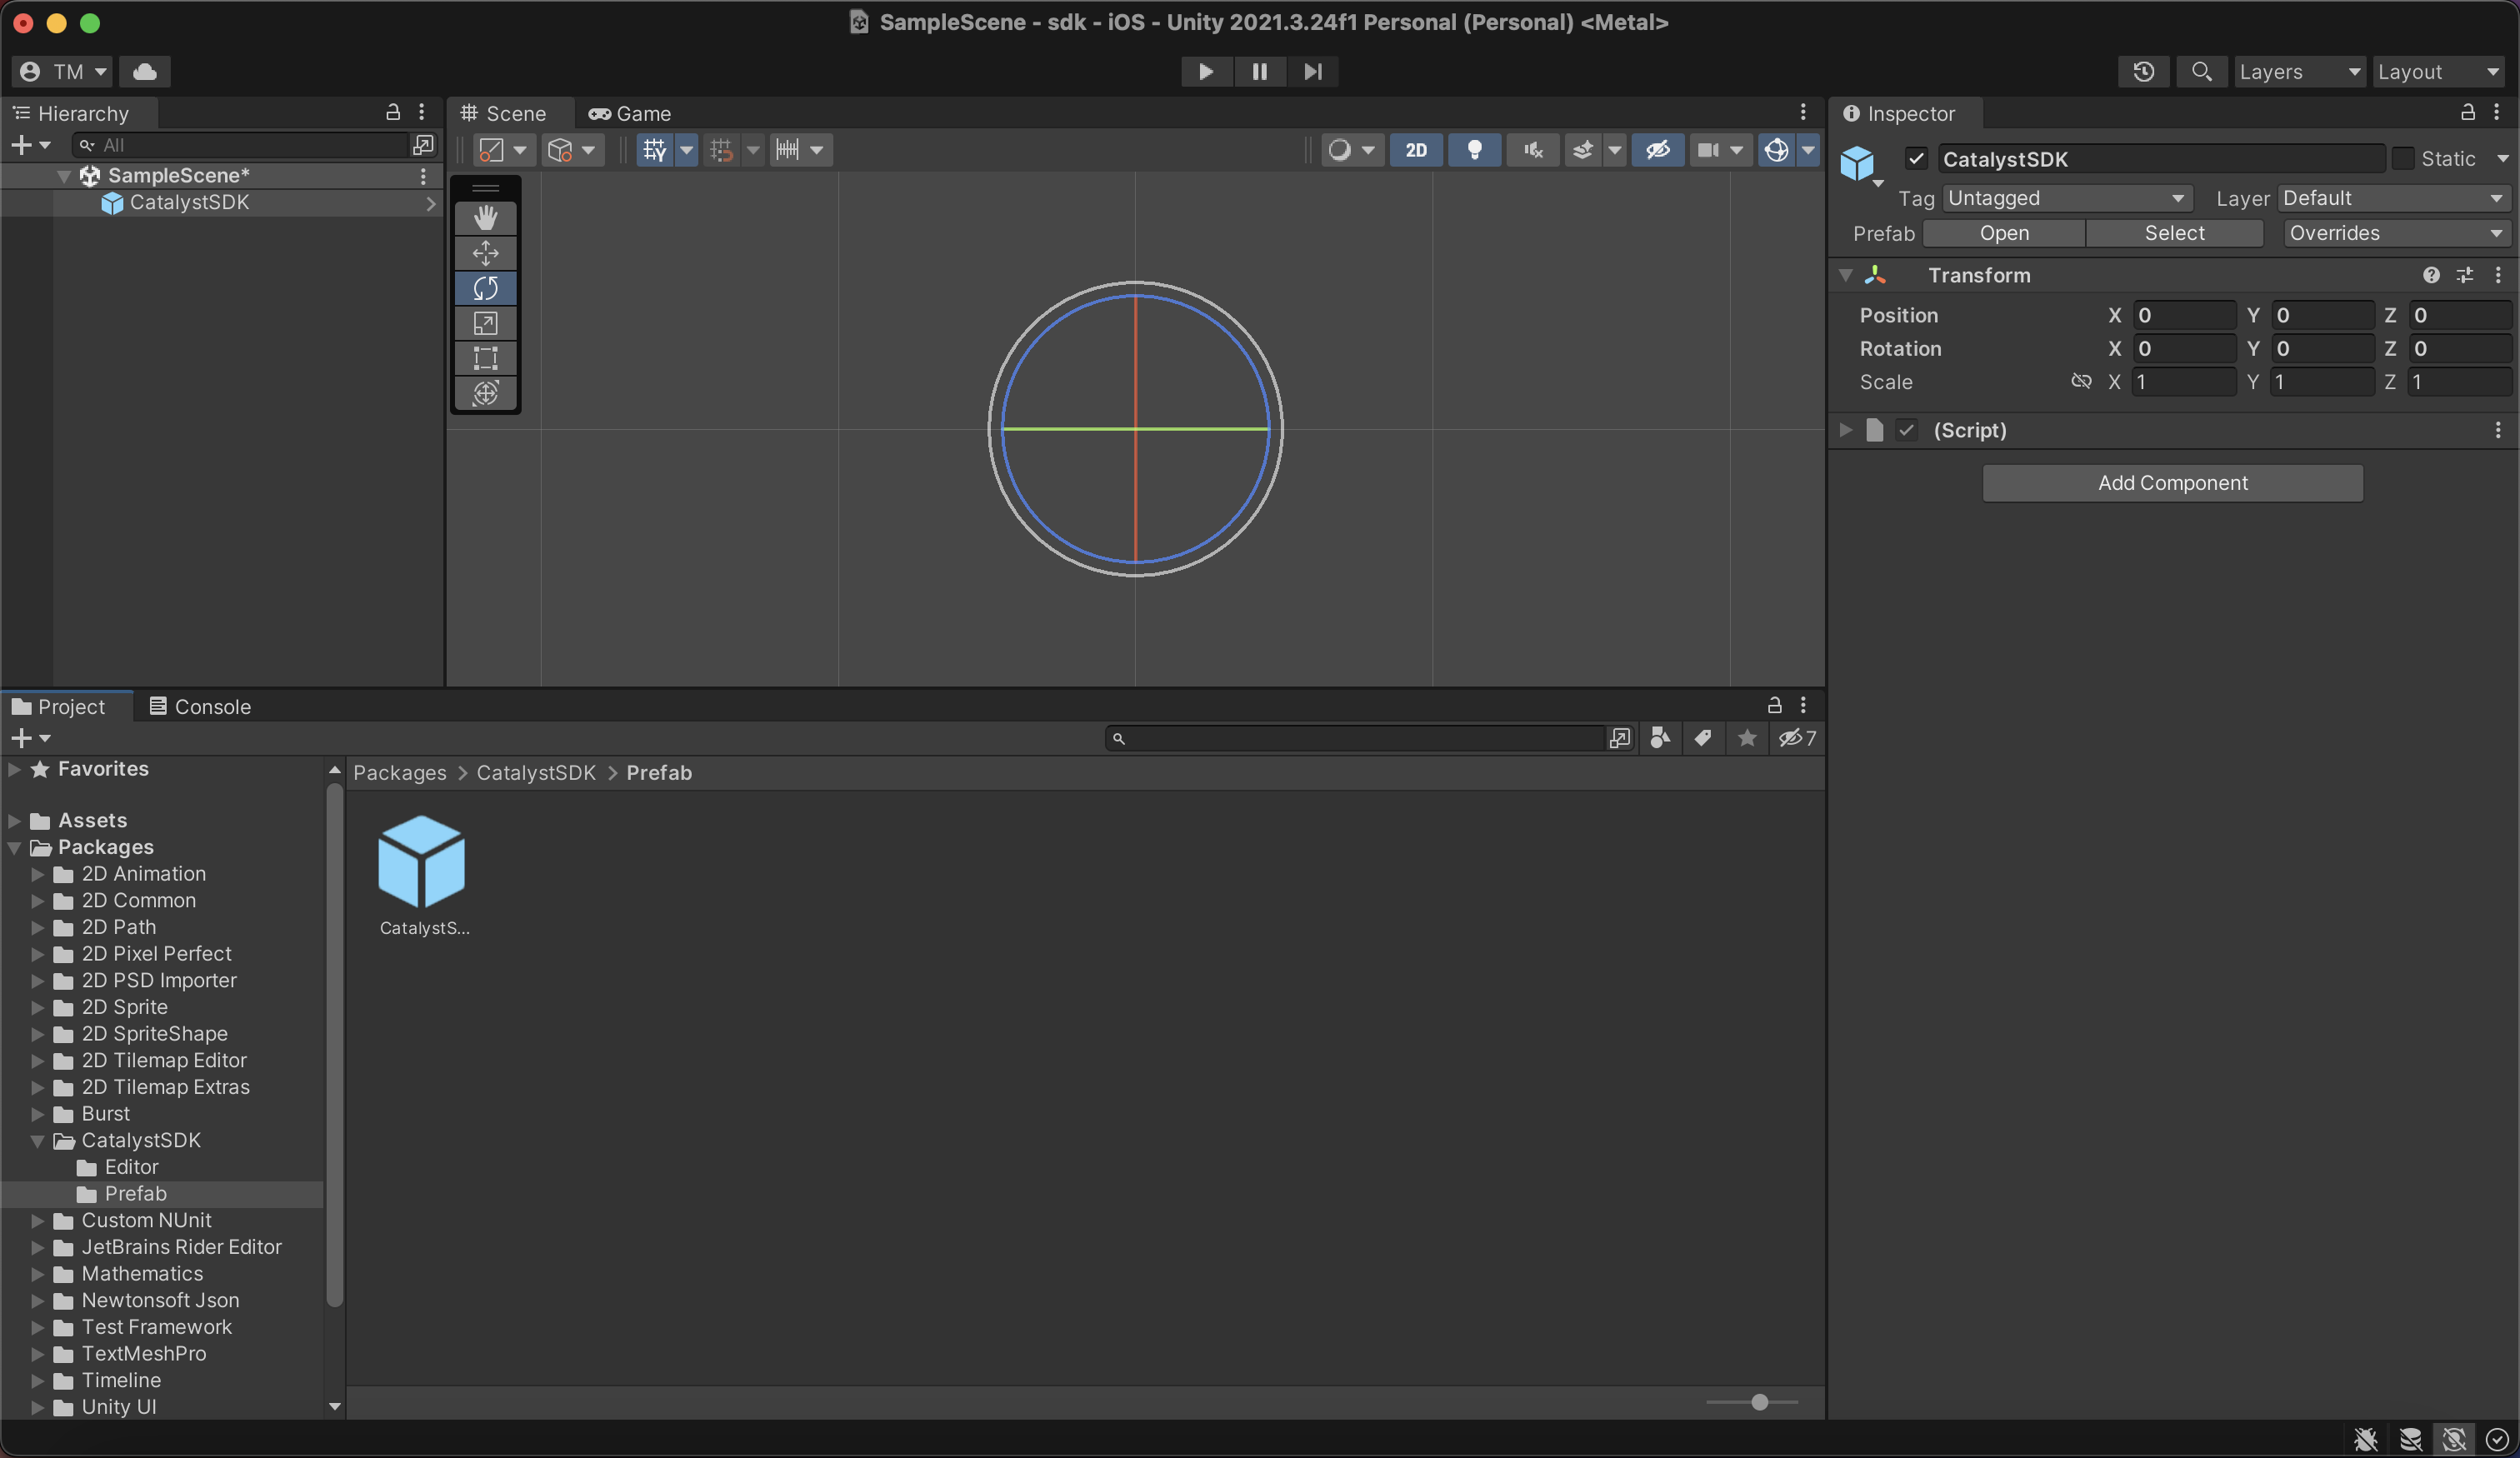 SampleScene - sdk - iOS - Unity 2021.3.24f1 Personal (Personal) <Metal>
TM
Layers
Layout
Hierarchy
All
SampleScene*
CatalystSDK
Scene
Game
2D
Inspector
CatalystSDK
Static
Tag Untagged Layer Default
Prefab Open Select Overrides
Transform
Position X 0 Y 0 Z 0
Rotation X 0 Y 0 Z 0
Scale X 1 Y 1 Z 1
(Script)
Add Component
Project
Console
7
Favorites
Assets
Packages
2D Animation
2D Common
2D Path
2D Pixel Perfect
2D PSD Importer
2D Sprite
2D SpriteShape
2D Tilemap Editor
2D Tilemap Extras
Burst
CatalystSDK
Editor
Prefab
Custom NUnit
JetBrains Rider Editor
Mathematics
Newtonsoft Json
Test Framework
TextMeshPro
Timeline
Unity UI
Packages > CatalystSDK > Prefab
CatalystS...